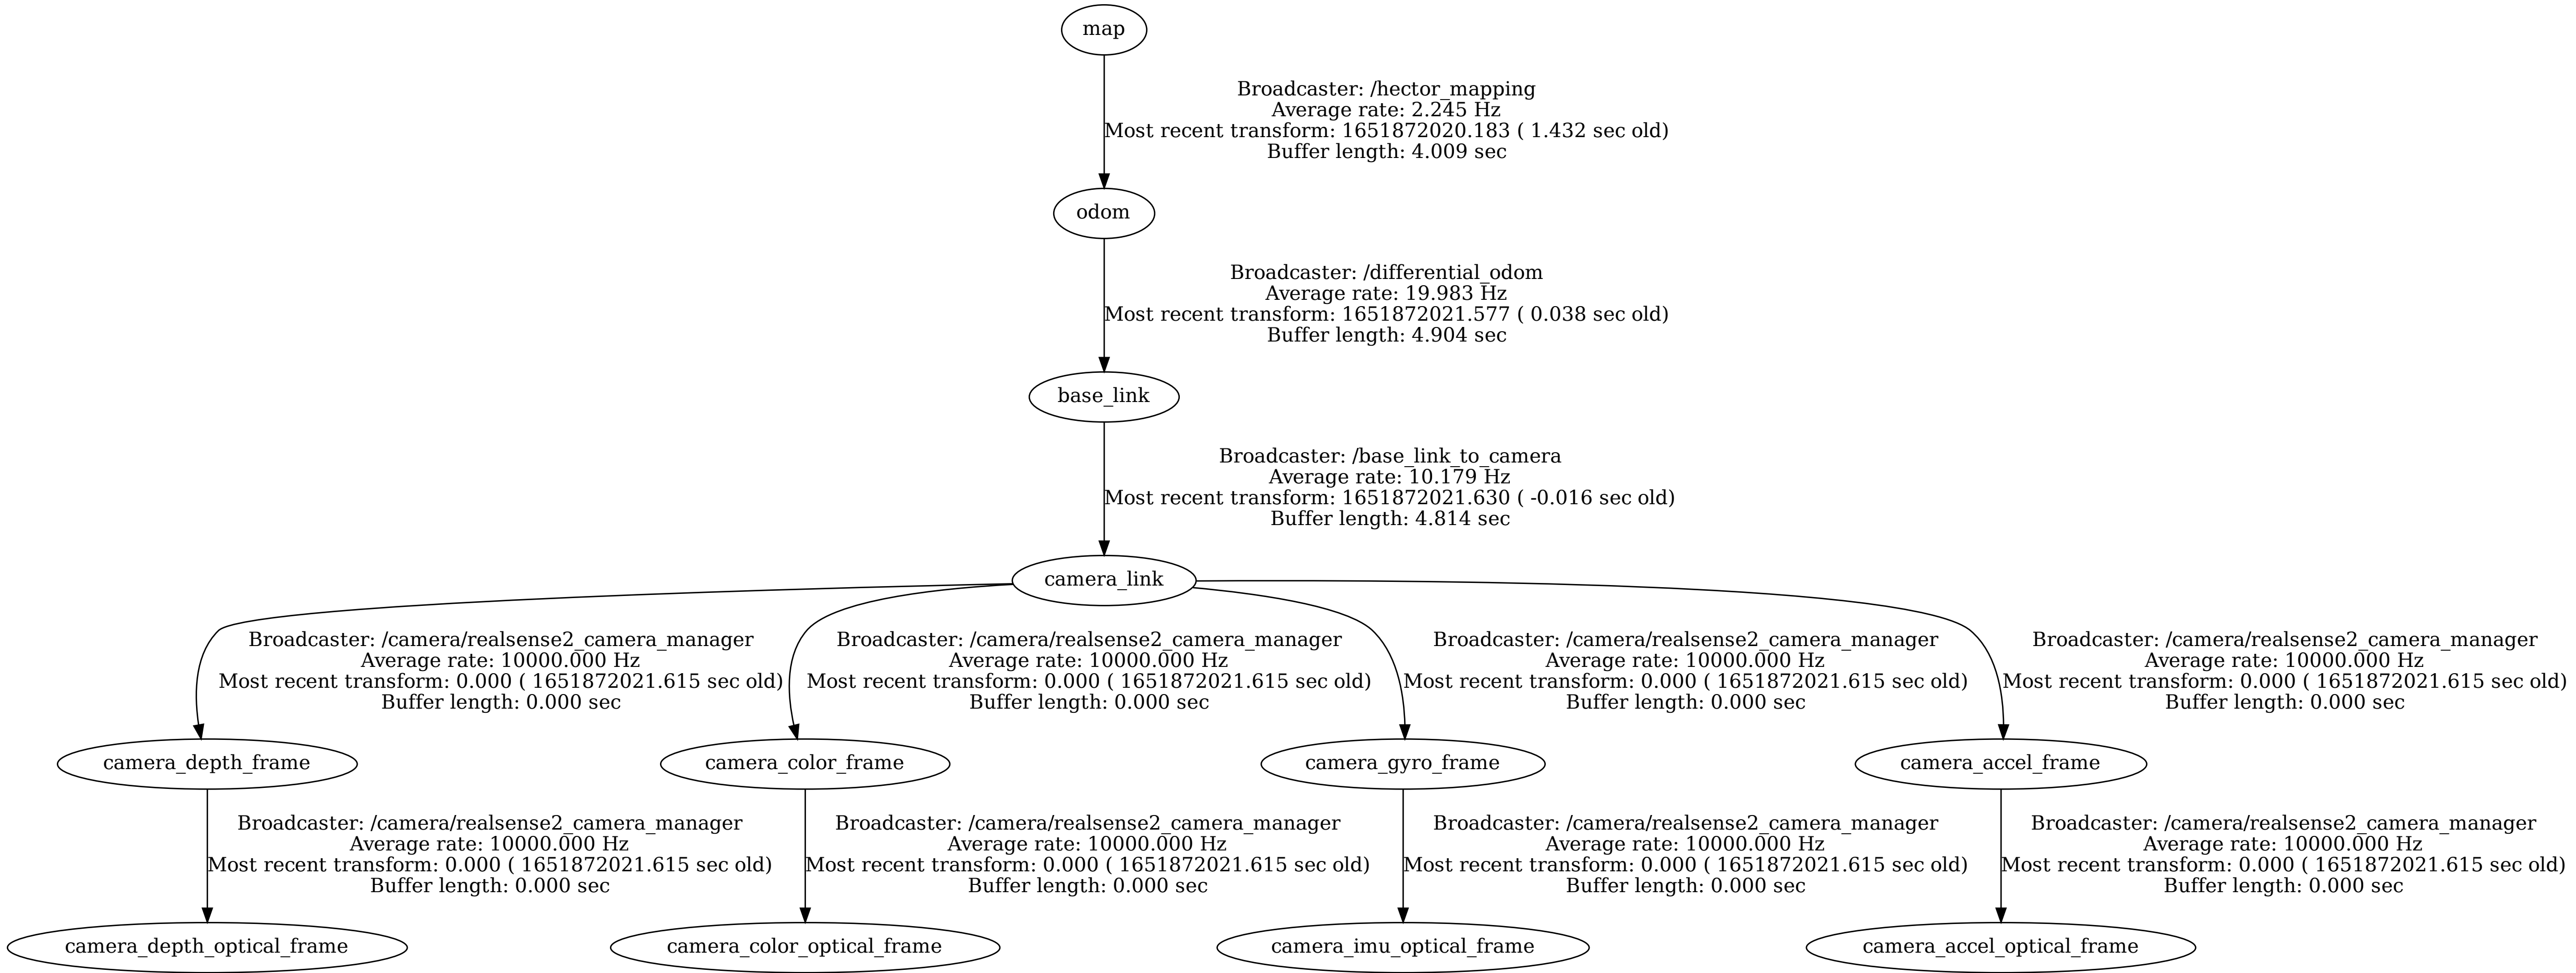 map
Broadcaster: /hector_mapping
Average rate: 2.245 Hz
Most recent transform: 1651872020.183 ( 1.432 sec old)
Buffer length: 4.009 sec
odom
Broadcaster: /differential_odom
Average rate: 19.983 Hz
Most recent transform: 1651872021.577 ( 0.038 sec old)
Buffer length: 4.904 sec
base_link
Broadcaster: /base_link_to_camera
Average rate: 10.179 Hz
Most recent transform: 1651872021.630 ( -0.016 sec old)
Buffer length: 4.814 sec
camera_link
Broadcaster: /camera/realsense2_camera_manager
Average rate: 10000.000 Hz
Most recent transform: 0.000 ( 1651872021.615 sec old)
Buffer length: 0.000 sec
Broadcaster: /camera/realsense2_camera_manager
Average rate: 10000.000 Hz
Most recent transform: 0.000 ( 1651872021.615 sec old)
Buffer length: 0.000 sec
Broadcaster: /camera/realsense2_camera_manager
Average rate: 10000.000 Hz
Most recent transform: 0.000 ( 1651872021.615 sec old)
Buffer length: 0.000 sec
Broadcaster: /camera/realsense2_camera_manager
Average rate: 10000.000 Hz
Most recent transform: 0.000 ( 1651872021.615 sec old)
Buffer length: 0.000 sec
camera_depth_frame
camera_color_frame
camera_gyro_frame
camera_accel_frame
Broadcaster: /camera/realsense2_camera_manager
Average rate: 10000.000 Hz
Most recent transform: 0.000 ( 1651872021.615 sec old)
Buffer length: 0.000 sec
Broadcaster: /camera/realsense2_camera_manager
Average rate: 10000.000 Hz
Most recent transform: 0.000 ( 1651872021.615 sec old)
Buffer length: 0.000 sec
Broadcaster: /camera/realsense2_camera_manager
Average rate: 10000.000 Hz
Most recent transform: 0.000 ( 1651872021.615 sec old)
Buffer length: 0.000 sec
Broadcaster: /camera/realsense2_camera_manager
Average rate: 10000.000 Hz
Most recent transform: 0.000 ( 1651872021.615 sec old)
Buffer length: 0.000 sec
camera_depth_optical_frame
camera_color_optical_frame
camera_imu_optical_frame
camera_accel_optical_frame